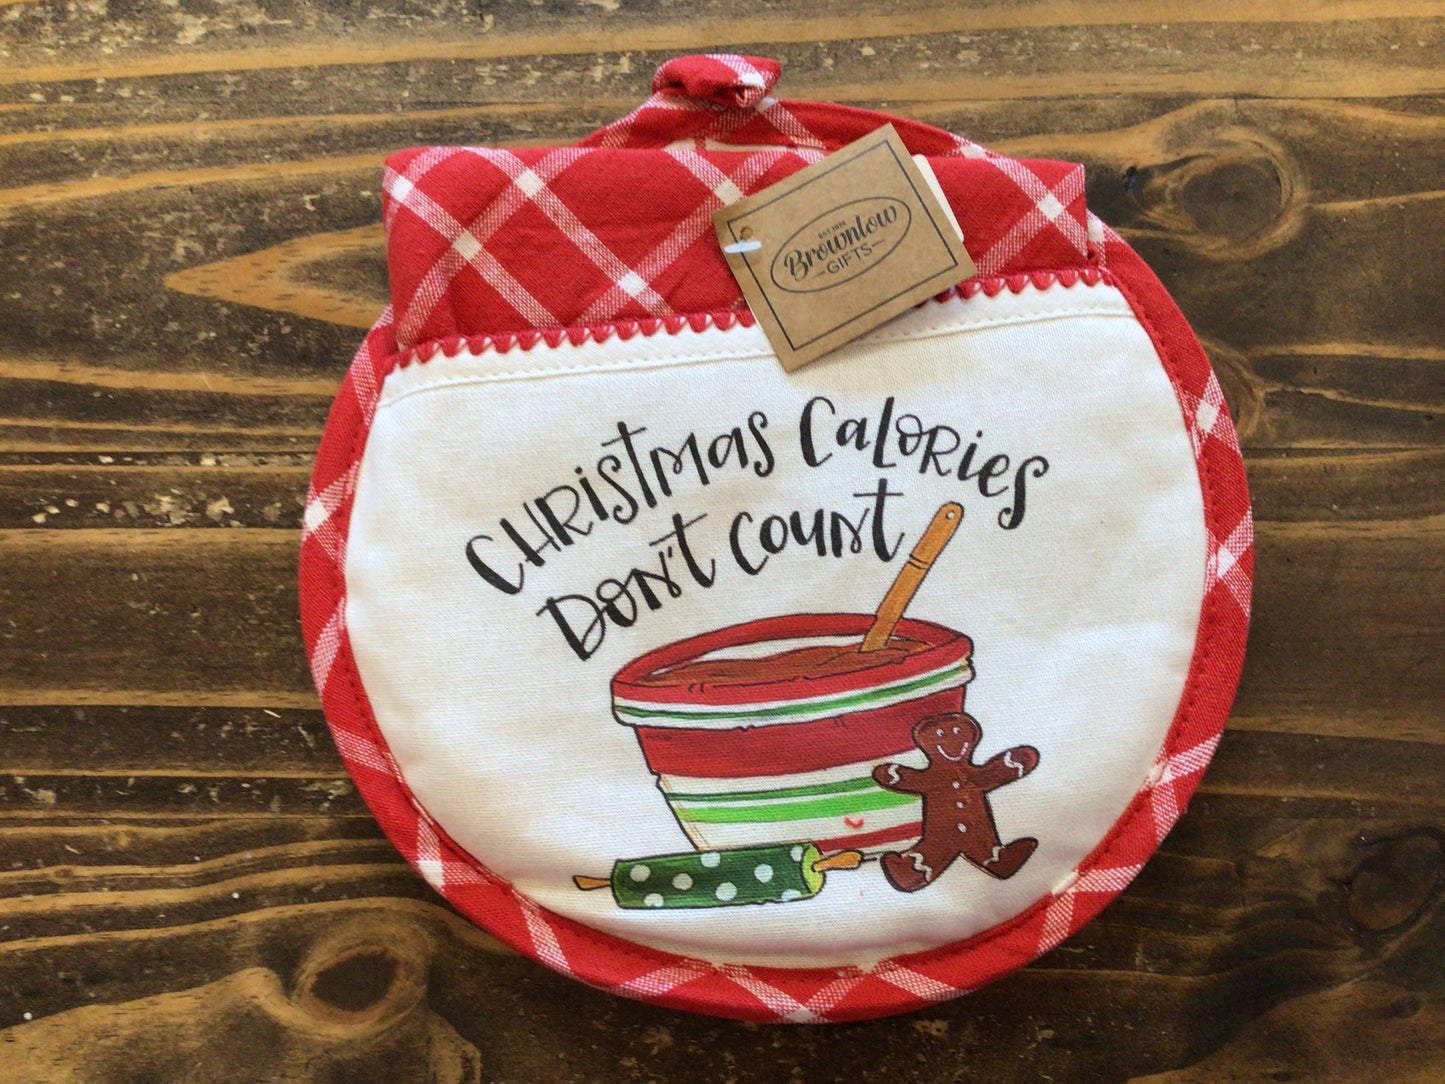 EST. 1974
Brownlow
GIFTS
CHRISTMAS CALORIES
DON'T COUNT